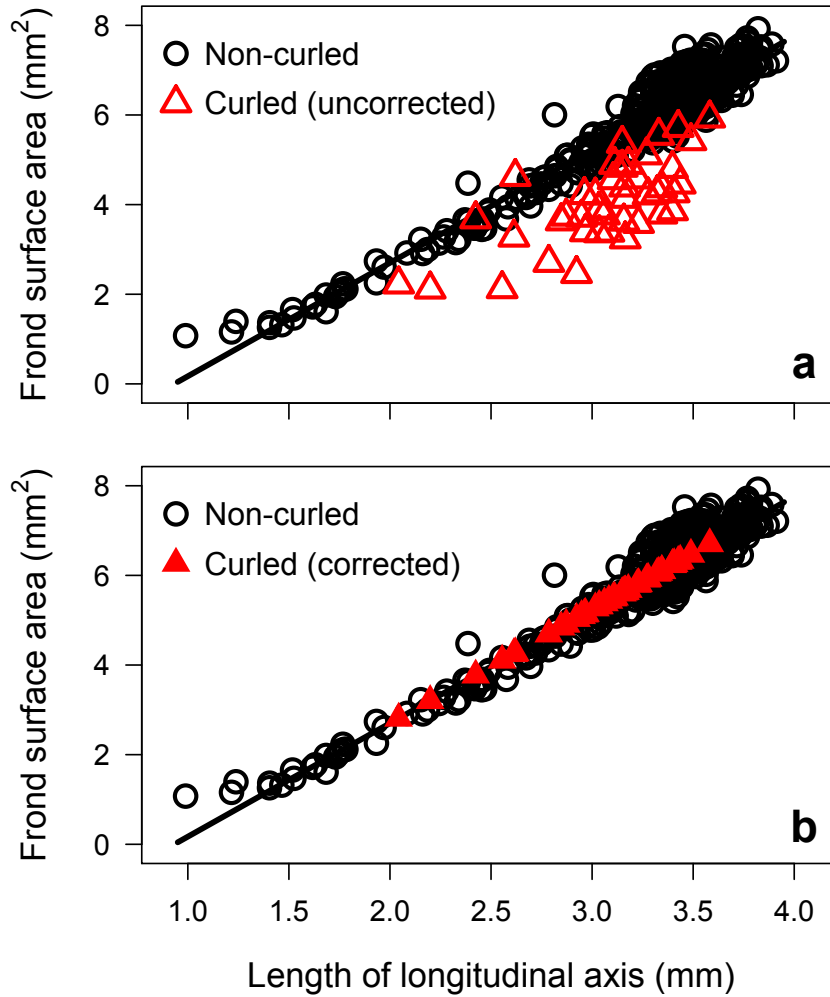 8
6
4
2
0
Frond surface area (mm²)
Non-curled
Curled (uncorrected)
a
8
6
4
2
0
Frond surface area (mm²)
Non-curled
Curled (corrected)
b
1.0 1.5 2.0 2.5 3.0 3.5 4.0
Length of longitudinal axis (mm)